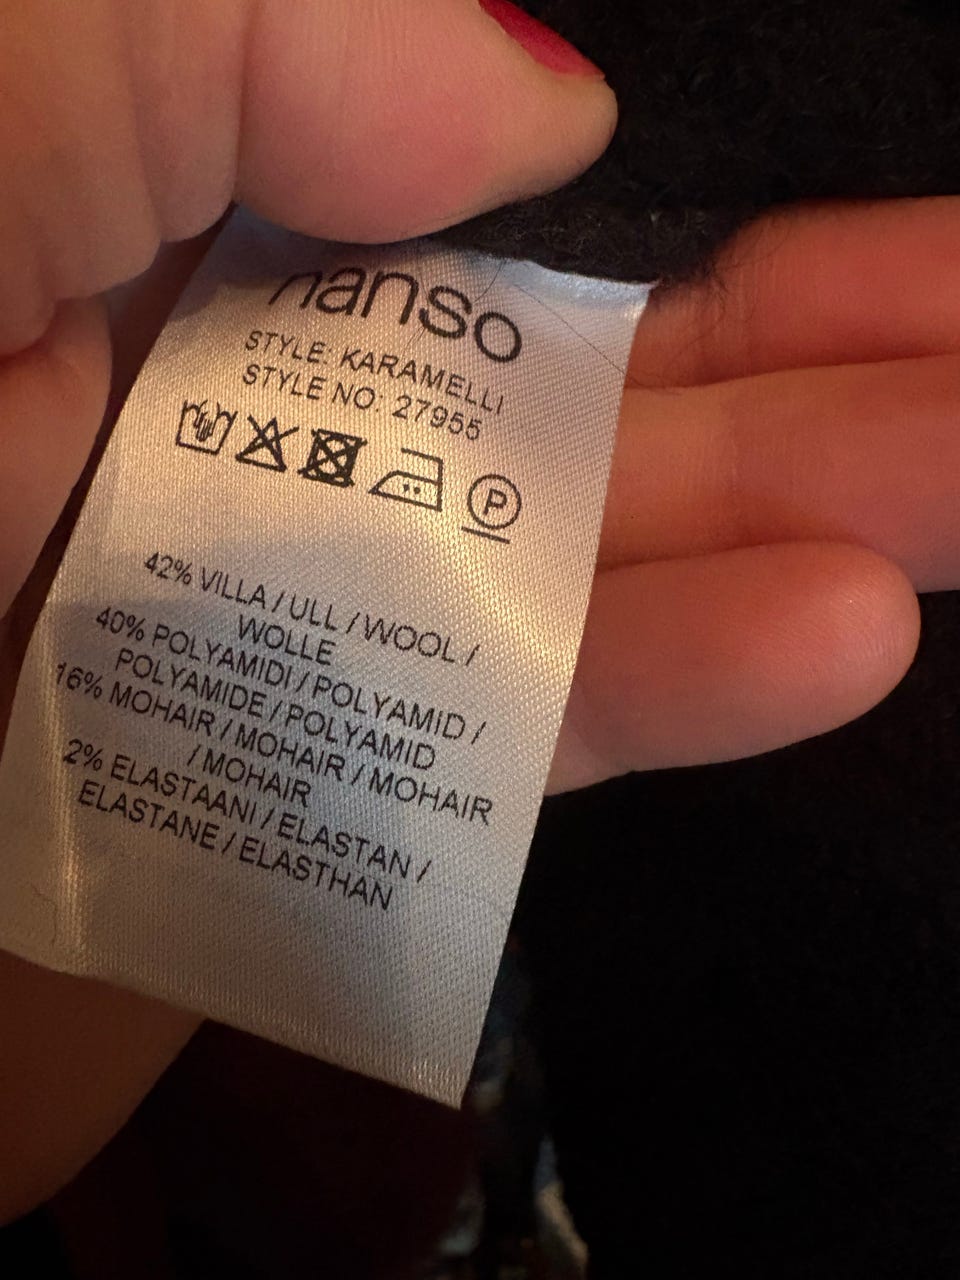 nanso
STYLE: KARAMELLI
STYLE NO: 27955
P
42% VILLA / ULL / WOOL /
WOLLE
40% POLYAMIDI / POLYAMID /
POLYAMIDE / POLYAMID
16% MOHAIR / MOHAIR / MOHAIR
/ MOHAIR
2% ELASTAANI / ELASTAN /
ELASTANE / ELASTHAN